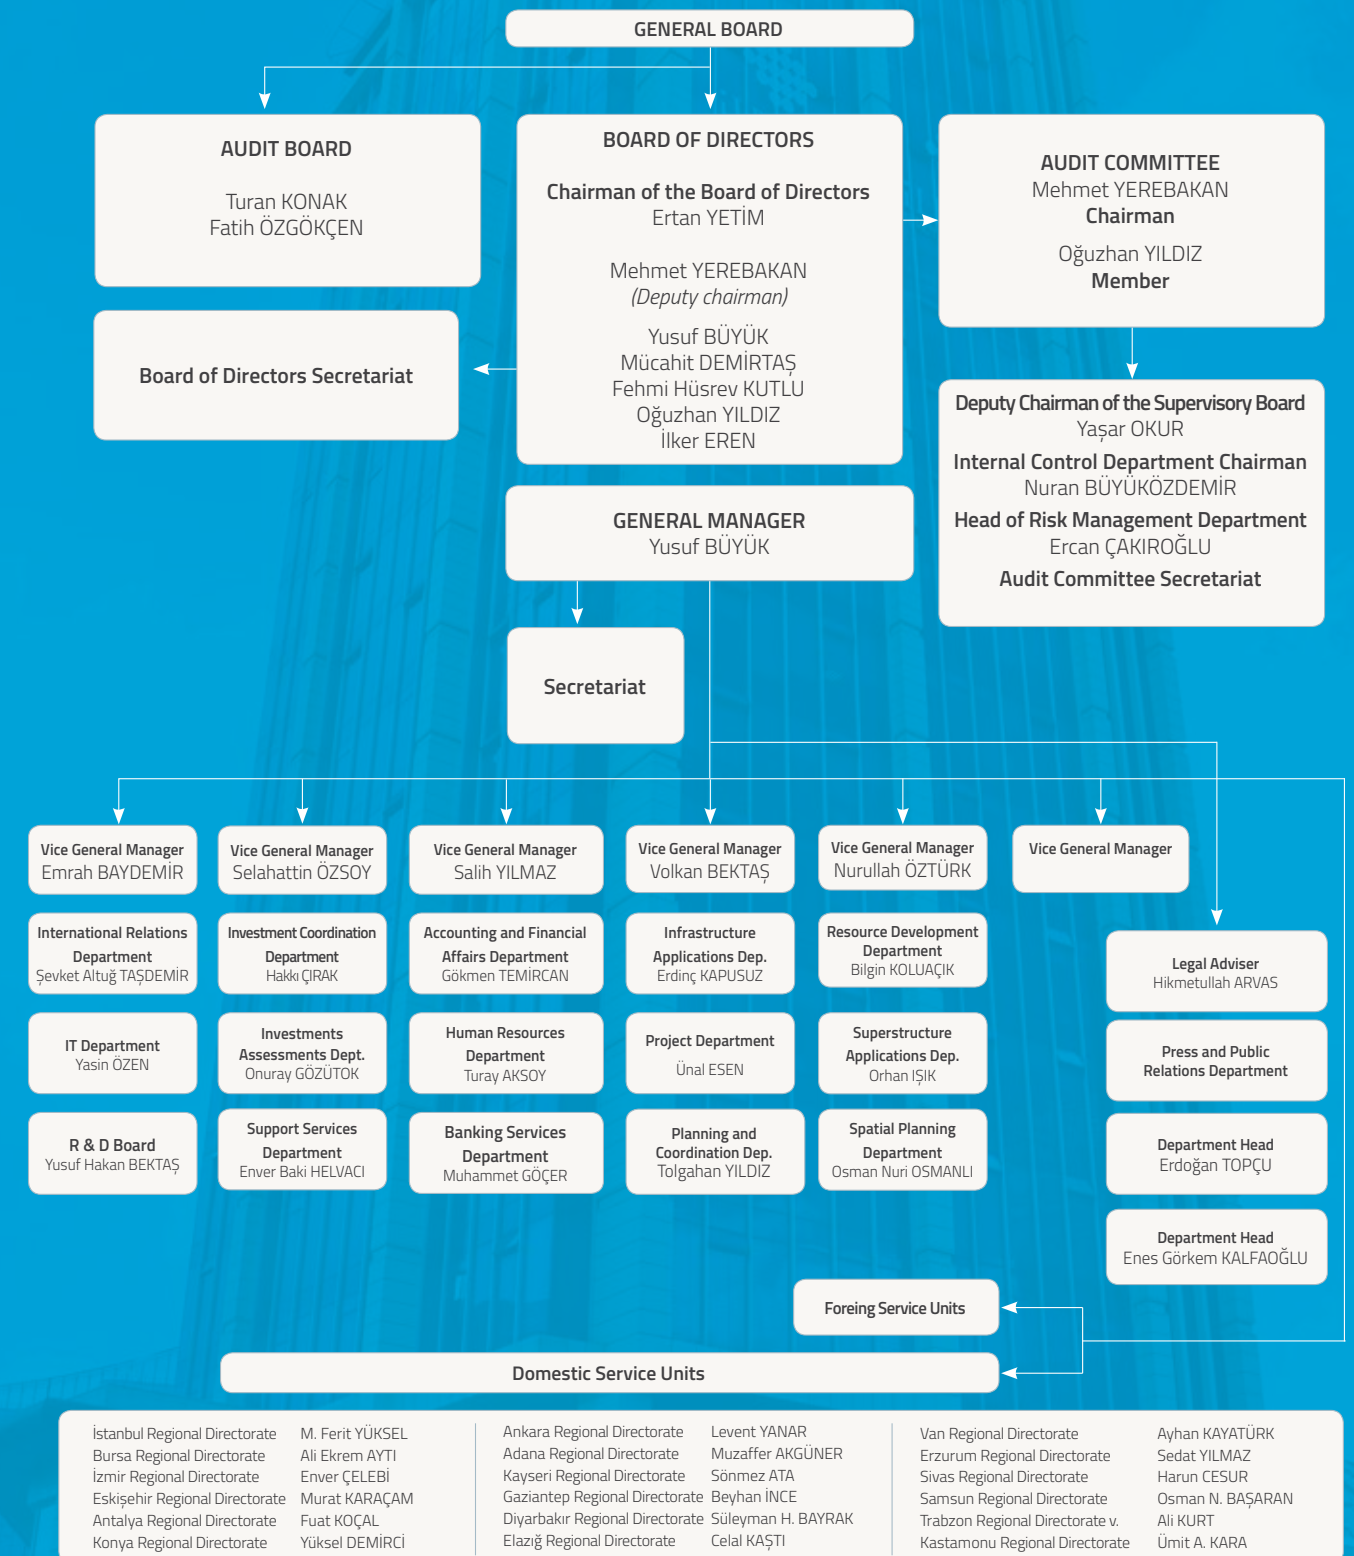 GENERAL BOARD
AUDIT BOARD
Turan KONAK
Fatih ÖZGÖKÇEN
BOARD OF DIRECTORS
Chairman of the Board of Directors
Ertan YETİM
Mehmet YEREBAKAN
(Deputy chairman)
Yusuf BÜYÜK
Mücahit DEMİRTAŞ
Fehmi Hüsrev KUTLU
Oğuzhan YILDIZ
İlker EREN
AUDIT COMMITTEE
Mehmet YEREBAKAN
Chairman
Oğuzhan YILDIZ
Member
Board of Directors Secretariat
Deputy Chairman of the Supervisory Board
Yaşar OKUR
Internal Control Department Chairman
Nuran BÜYÜKÖZDEMİR
Head of Risk Management Department
Ercan ÇAKIROĞLU
Audit Committee Secretariat
GENERAL MANAGER
Yusuf BÜYÜK
Secretariat
Vice General Manager
Emrah BAYDEMİR
International Relations
Department
Şevket Altuğ TAŞDEMİR
IT Department
Yasin ÖZEN
R & D Board
Yusuf Hakan BEKTAŞ
Vice General Manager
Selahattin ÖZSOY
Investment Coordination
Department
Hakkı ÇIRAK
Investments
Assessments Dept.
Onuray GÖZÜTOK
Support Services
Department
Enver Baki HELVACI
Vice General Manager
Salih YILMAZ
Accounting and Financial
Affairs Department
Gökmen TEMİRCAN
Human Resources
Department
Turay AKSOY
Banking Services
Department
Muhammet GÖÇER
Vice General Manager
Volkan BEKTAŞ
Infrastructure
Applications Dep.
Erdinç KAPUSUZ
Project Department
Ünal ESEN
Planning and
Coordination Dep.
Tolgahan YILDIZ
Vice General Manager
Nurullah ÖZTÜRK
Resource Development
Department
Bilgin KOLUAÇIK
Superstructure
Applications Dep.
Orhan IŞIK
Spatial Planning
Department
Osman Nuri OSMANLI
Vice General Manager
Legal Adviser
Hikmetullah ARVAS
Press and Public
Relations Department
Department Head
Erdoğan TOPÇU
Department Head
Enes Görkem KALFAOĞLU
Foreing Service Units
Domestic Service Units
İstanbul Regional Directorate M. Ferit YÜKSEL
Bursa Regional Directorate Ali Ekrem AYTI
İzmir Regional Directorate Enver ÇELEBİ
Eskişehir Regional Directorate Murat KARAÇAM
Antalya Regional Directorate Fuat KOÇAL
Konya Regional Directorate Yüksel DEMİRCİ
Ankara Regional Directorate Levent YANAR
Adana Regional Directorate Muzaffer AKGÜNER
Kayseri Regional Directorate Sönmez ATA
Gaziantep Regional Directorate Beyhan İNCE
Diyarbakır Regional Directorate Süleyman H. BAYRAK
Elazığ Regional Directorate Celal KAŞTI
Van Regional Directorate Ayhan KAYATÜRK
Erzurum Regional Directorate Sedat YILMAZ
Sivas Regional Directorate Harun CESUR
Samsun Regional Directorate Osman N. BAŞARAN
Trabzon Regional Directorate v. Ali KURT
Kastamonu Regional Directorate Ümit A. KARA